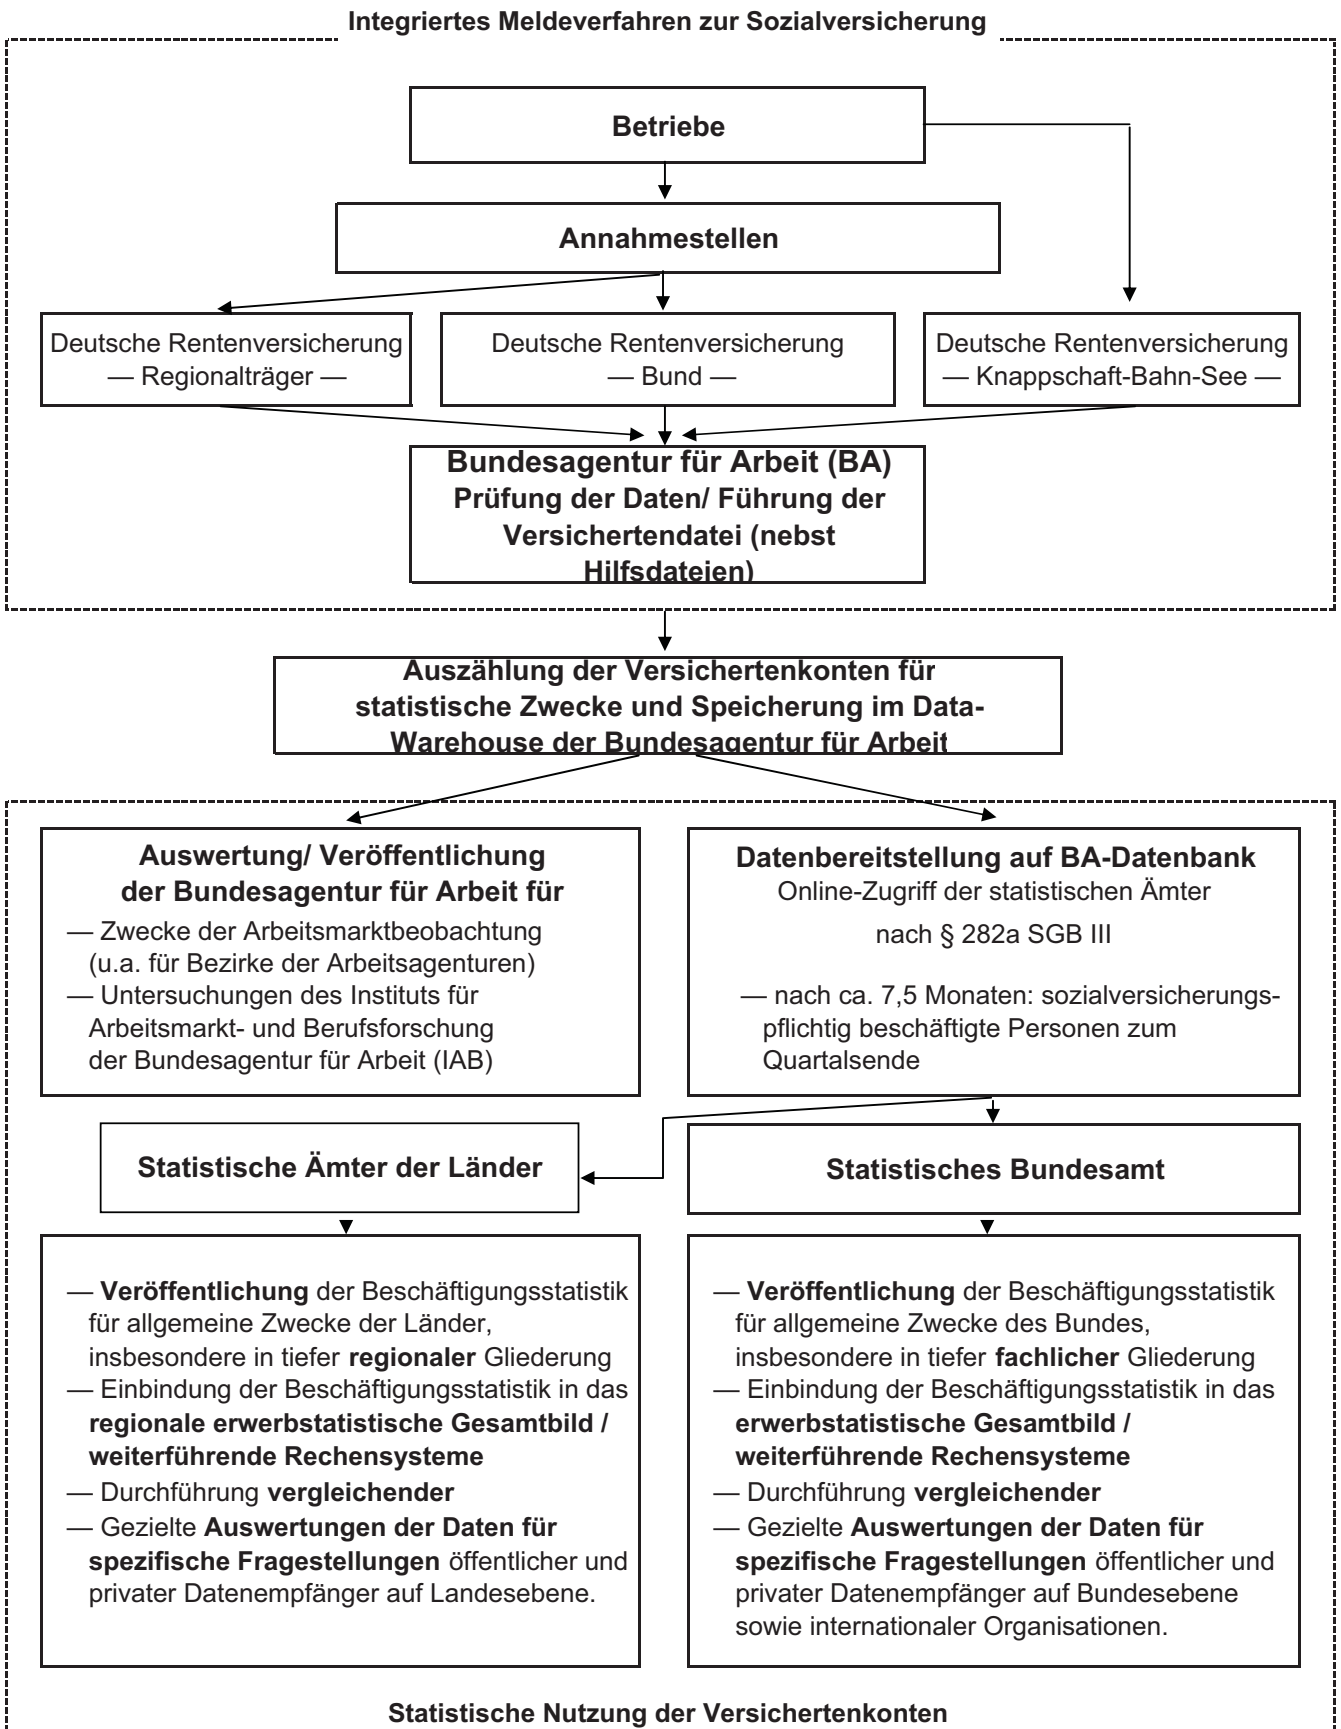 Integriertes Meldeverfahren zur Sozialversicherung
Betriebe
Annahmestellen
Deutsche Rentenversicherung
— Regionalträger —
Deutsche Rentenversicherung
— Bund —
Deutsche Rentenversicherung
— Knappschaft-Bahn-See —
Bundesagentur für Arbeit (BA)
Prüfung der Daten/ Führung der
Versichertendatei (nebst
Hilfsdateien)
Auszählung der Versichertenkonten für
statistische Zwecke und Speicherung im Data-
Warehouse der Bundesagentur für Arbeit
Auswertung/ Veröffentlichung
der Bundesagentur für Arbeit für
— Zwecke der Arbeitsmarktbeobachtung
(u.a. für Bezirke der Arbeitsagenturen)
— Untersuchungen des Instituts für
Arbeitsmarkt- und Berufsforschung
der Bundesagentur für Arbeit (IAB)
Datenbereitstellung auf BA-Datenbank
Online-Zugriff der statistischen Ämter
nach § 282a SGB III
— nach ca. 7,5 Monaten: sozialversicherungs-
pflichtig beschäftigte Personen zum
Quartalsende
Statistische Ämter der Länder
Statistisches Bundesamt
— Veröffentlichung der Beschäftigungsstatistik
für allgemeine Zwecke der Länder,
insbesondere in tiefer regionaler Gliederung
— Einbindung der Beschäftigungsstatistik in das
regionale erwerbstatistische Gesamtbild /
weiterführende Rechensysteme
— Durchführung vergleichender
— Gezielte Auswertungen der Daten für
spezifische Fragestellungen öffentlicher und
privater Datenempfänger auf Landesebene.
— Veröffentlichung der Beschäftigungsstatistik
für allgemeine Zwecke des Bundes,
insbesondere in tiefer fachlicher Gliederung
— Einbindung der Beschäftigungsstatistik in das
erwerbstatistische Gesamtbild /
weiterführende Rechensysteme
— Durchführung vergleichender
— Gezielte Auswertungen der Daten für
spezifische Fragestellungen öffentlicher und
privater Datenempfänger auf Bundesebene
sowie internationaler Organisationen.
Statistische Nutzung der Versichertenkonten